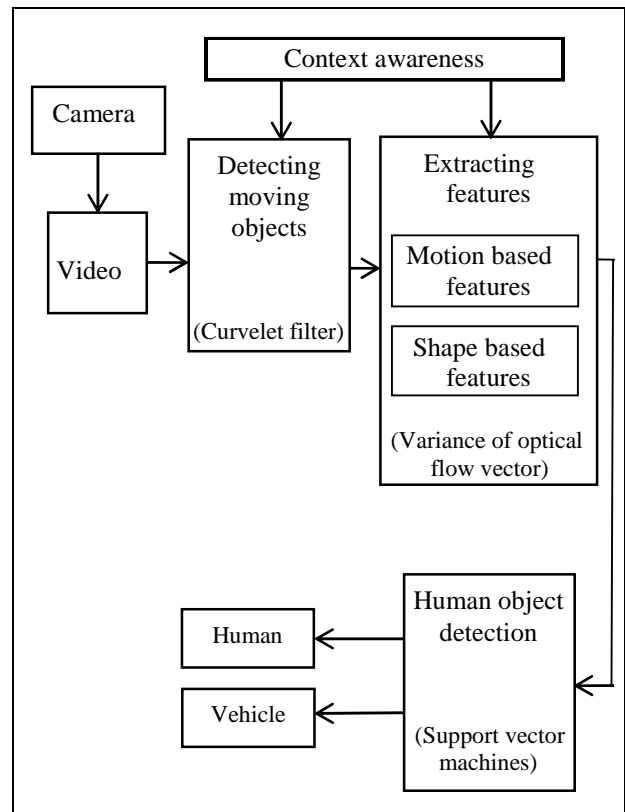 Context awareness
Camera
Video
Detecting
moving
objects
(Curvelet filter)
Extracting
features
Motion based
features
Shape based
features
(Variance of optical
flow vector)
Human object
detection
(Support vector
machines)
Human
Vehicle